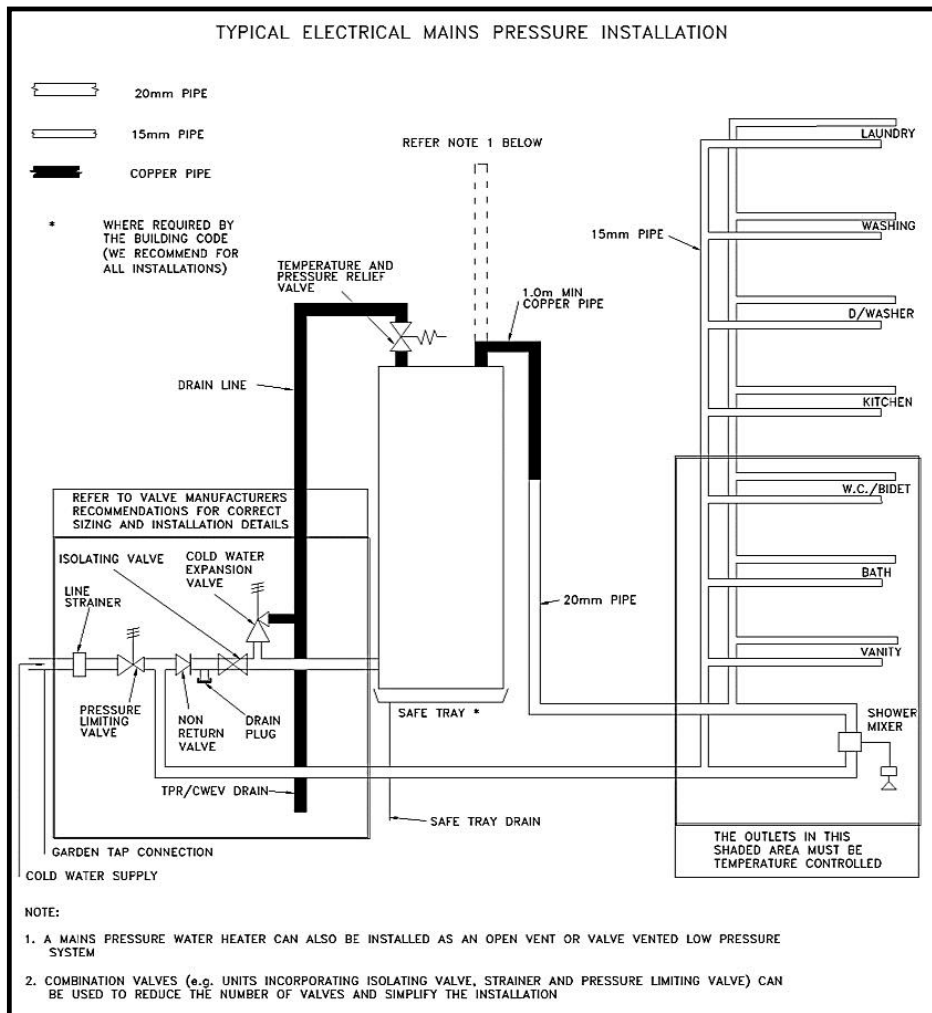 TYPICAL ELECTRICAL MAINS PRESSURE INSTALLATION
20mm PIPE
15mm PIPE
COPPER PIPE
* WHERE REQUIRED BY
THE BUILDING CODE
(WE RECOMMEND FOR
ALL INSTALLATIONS)
REFER NOTE 1 BELOW
TEMPERATURE AND
PRESSURE RELIEF
VALVE
1.0m MIN
COPPER PIPE
15mm PIPE
LAUNDRY
WASHING
D/WASHER
KITCHEN
W.C./BIDET
BATH
VANITY
SHOWER
MIXER
DRAIN LINE
REFER TO VALVE MANUFACTURERS
RECOMMENDATIONS FOR CORRECT
SIZING AND INSTALLATION DETAILS
ISOLATING VALVE
COLD WATER
EXPANSION
VALVE
LINE
STRAINER
20mm PIPE
PRESSURE
LIMITING
VALVE
NON
RETURN
VALVE
DRAIN
PLUG
SAFE TRAY *
TPR/CWEV DRAIN
SAFE TRAY DRAIN
GARDEN TAP CONNECTION
COLD WATER SUPPLY
THE OUTLETS IN THIS
SHADED AREA MUST BE
TEMPERATURE CONTROLLED
NOTE:
1. A MAINS PRESSURE WATER HEATER CAN ALSO BE INSTALLED AS AN OPEN VENT OR VALVE VENTED LOW PRESSURE
SYSTEM
2. COMBINATION VALVES (e.g. UNITS INCORPORATING ISOLATING VALVE, STRAINER AND PRESSURE LIMITING VALVE) CAN
BE USED TO REDUCE THE NUMBER OF VALVES AND SIMPLIFY THE INSTALLATION